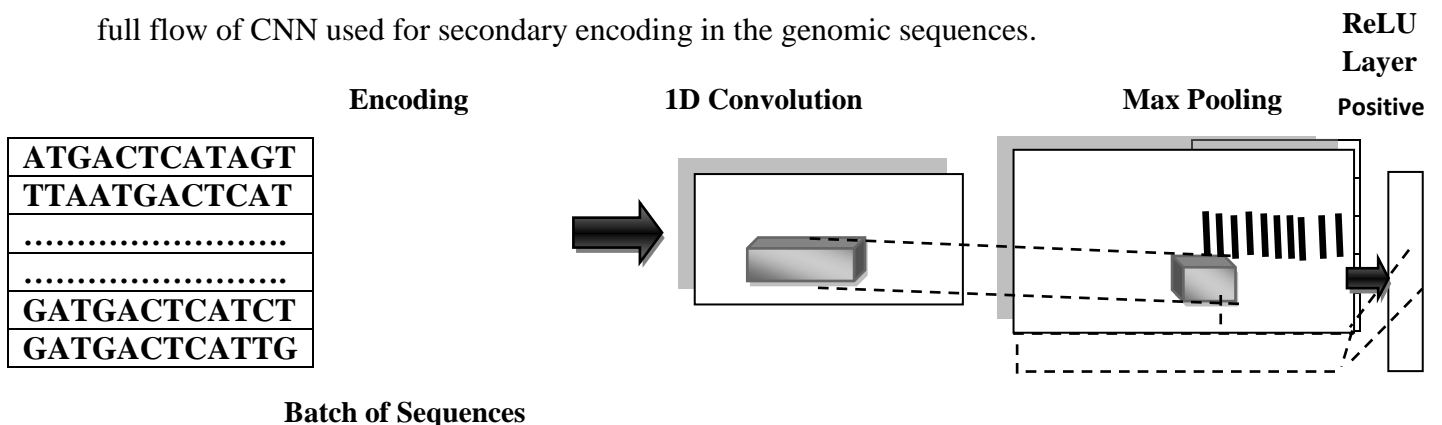 full flow of CNN used for secondary encoding in the genomic sequences.
ReLU
Layer
Encoding 1D Convolution Max Pooling Positive
ATGACTCATAGT
TTAATGACTCAT
……………………….
……………………….
GATGACTCATCT
GATGACTCATTG
Batch of Sequences